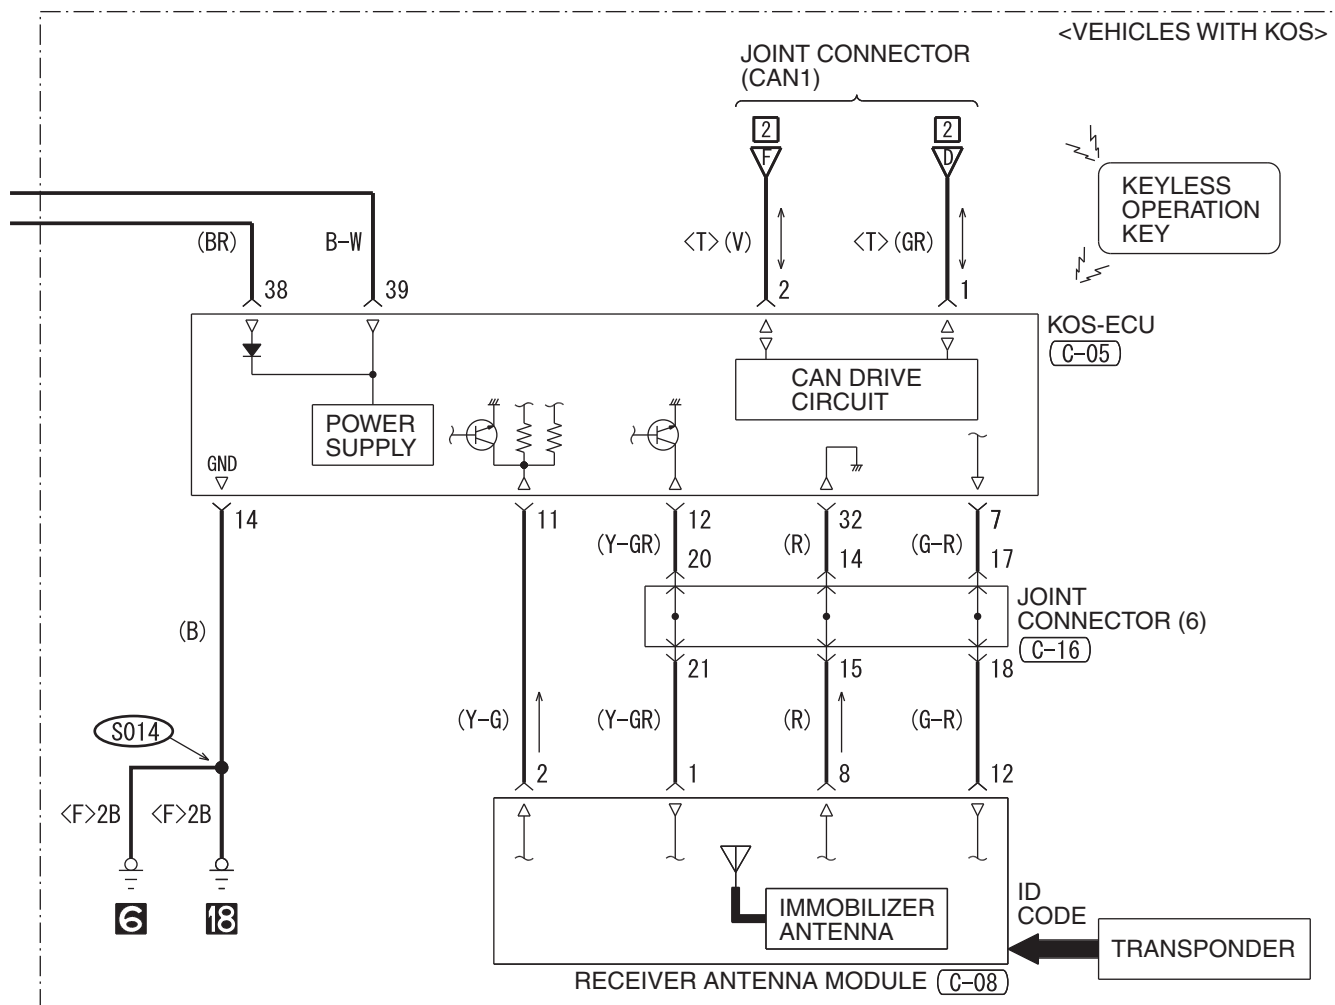 <VEHICLES WITH KOS>
JOINT CONNECTOR
(CAN1)
2
2
F
D
KEYLESS
OPERATION
KEY
(BR)
B-W
<T>(V)
<T>(GR)
38
39
2
1
KOS-ECU
C-05
CAN DRIVE
CIRCUIT
POWER
SUPPLY
GND
14
11
12
32
7
(Y-GR)
(R)
(G-R)
20
14
17
JOINT
CONNECTOR (6)
C-16
(B)
21
15
18
(Y-G)
(Y-GR)
(R)
(G-R)
S014
2
1
8
12
<F>2B
<F>2B
6
18
IMMOBILIZER
ANTENNA
ID
CODE
TRANSPONDER
RECEIVER ANTENNA MODULE
C-08